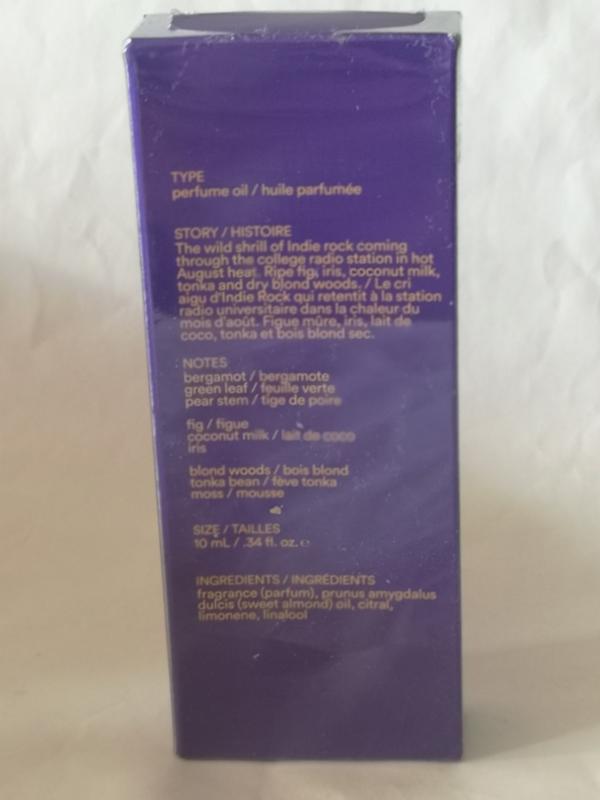 TYPE
perfume oil / huile parfumée
STORY / HISTOIRE
The wild shrill of Indie rock coming
through the college radio station in hot
August heat. Ripe fig, iris, coconut milk,
tonka and dry blond woods. / Le cri
aigu d'Indie Rock qui retentit à la station
radio universitaire dans la chaleur du
mois d'août. Figue mûre, iris, lait de
coco, tonka et bois blond sec.
NOTES
bergamot / bergamote
green leaf / feuille verte
pear stem / tige de poire
fig / figue
coconut milk / lait de coco
iris
blond woods / bois blond
tonka bean / fève tonka
moss / mousse
SIZE / TAILLES
10 mL / .34 fl. oz. ℮
INGREDIENTS / INGRÉDIENTS
fragrance (parfum), prunus amygdalus
dulcis (sweet almond) oil, citral,
limonene, linalool